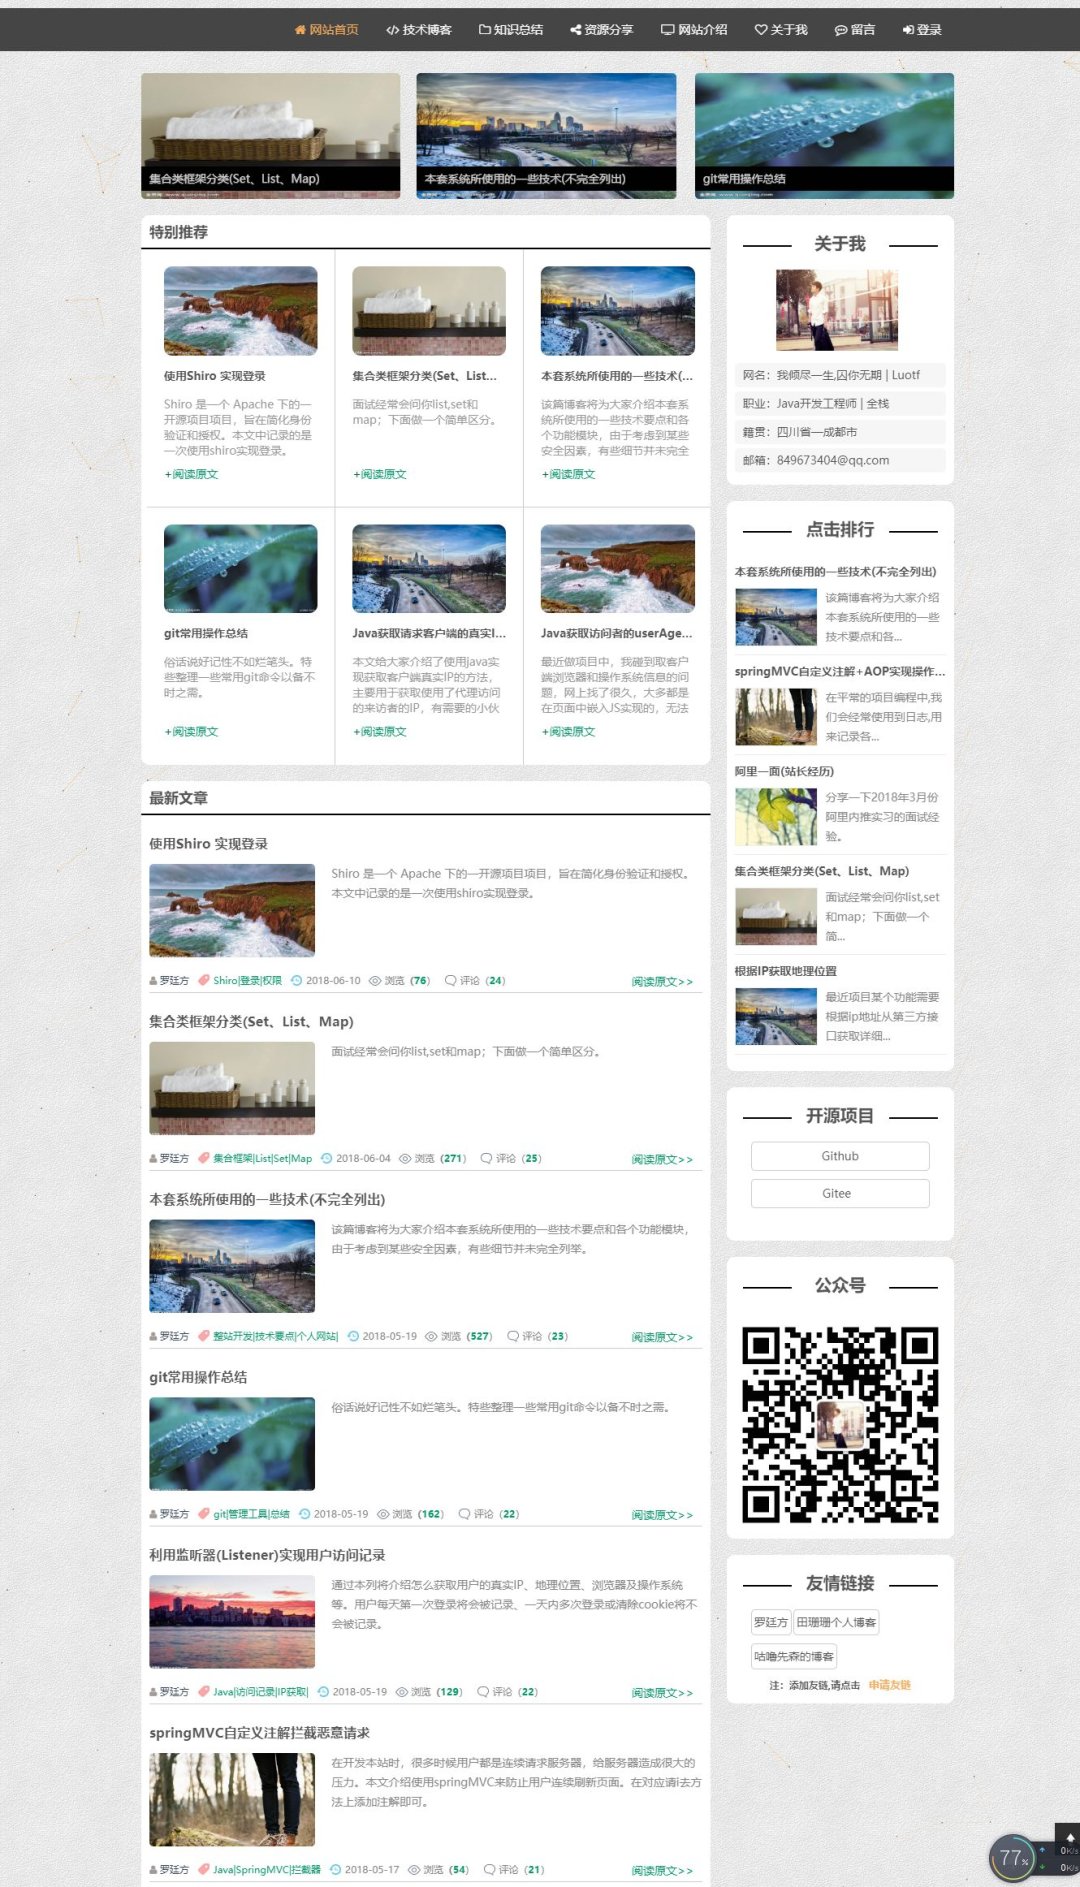 网站首页 技术博客 知识总结 资源分享 网站介绍 关于我 留言 登录
集合类框架分类(Set、List、Map)
本套系统所使用的一些技术(不完全列出)
git常用操作总结
特别推荐
使用Shiro 实现登录
Shiro 是一个 Apache 下的一
开源项目项目，旨在简化身份
验证和授权。本文中记录的是
一次使用shiro实现登录。
+阅读原文
集合类框架分类(Set、List...
面试经常会问你list,set和
map；下面做一个简单区分。
+阅读原文
本套系统所使用的一些技术(...
该篇博客将为大家介绍本套系
统所使用的一些技术要点和各
个功能模块，由于考虑到某些
安全因素，有些细节并未完全
+阅读原文
git常用操作总结
俗话说好记性不如烂笔头。特
些整理一些常用git命令以备不
时之需。
+阅读原文
Java获取请求客户端的真实I...
本文给大家介绍了使用java实
现获取客户端真实IP的方法，
主要用于获取使用了代理访问
的来访者的IP，有需要的小伙
+阅读原文
Java获取访问者的userAge...
最近做项目中，我碰到取客户
端浏览器和操作系统信息的问
题，网上找了很久，大多都是
在页面中嵌入JS实现的，无法
+阅读原文
最新文章
使用Shiro 实现登录
Shiro 是一个 Apache 下的一开源项目项目，旨在简化身份验证和授权。
本文中记录的是一次使用shiro实现登录。
罗廷方 Shiro|登录|权限 2018-06-10 浏览（76） 评论（24） 阅读原文>>
集合类框架分类(Set、List、Map)
面试经常会问你list,set和map；下面做一个简单区分。
罗廷方 集合框架|List|Set|Map 2018-06-04 浏览（271） 评论（25） 阅读原文>>
本套系统所使用的一些技术(不完全列出)
该篇博客将为大家介绍本套系统所使用的一些技术要点和各个功能模块，
由于考虑到某些安全因素，有些细节并未完全列举。
罗廷方 整站开发|技术要点|个人网站| 2018-05-19 浏览（527） 评论（23） 阅读原文>>
git常用操作总结
俗话说好记性不如烂笔头。特些整理一些常用git命令以备不时之需。
罗廷方 git|管理工具|总结 2018-05-19 浏览（162） 评论（22） 阅读原文>>
利用监听器(Listener)实现用户访问记录
通过本列将介绍怎么获取用户的真实IP、地理位置、浏览器及操作系统
等。用户每天第一次登录将会被记录、一天内多次登录或清除cookie将不
会被记录。
罗廷方 Java|访问记录|IP获取| 2018-05-19 浏览（129） 评论（22） 阅读原文>>
springMVC自定义注解拦截恶意请求
在开发本站时，很多时候用户都是连续请求服务器，给服务器造成很大的
压力。本文介绍使用springMVC来防止用户连续刷新页面。在对应请i去方
法上添加注解即可。
罗廷方 Java|SpringMVC|拦截器 2018-05-17 浏览（54） 评论（21） 阅读原文>>
关于我
网名：我倾尽一生,囚你无期 | Luotf
职业：Java开发工程师 | 全栈
籍贯：四川省—成都市
邮箱：849673404@qq.com
点击排行
本套系统所使用的一些技术(不完全列出)
该篇博客将为大家介绍
本套系统所使用的一些
技术要点和各...
springMVC自定义注解+AOP实现操作...
在平常的项目编程中,我
们会经常使用到日志,用
来记录各...
阿里一面(站长经历)
分享一下2018年3月份
阿里内推实习的面试经
验。
集合类框架分类(Set、List、Map)
面试经常会问你list,set
和map；下面做一个
简...
根据IP获取地理位置
最近项目某个功能需要
根据ip地址从第三方接
口获取详细...
开源项目
Github
Gitee
公众号
友情链接
罗廷方 田珊珊个人博客
咕噜先森的博客
注：添加友链,请点击 申请友链
77%
0K/s
0K/s